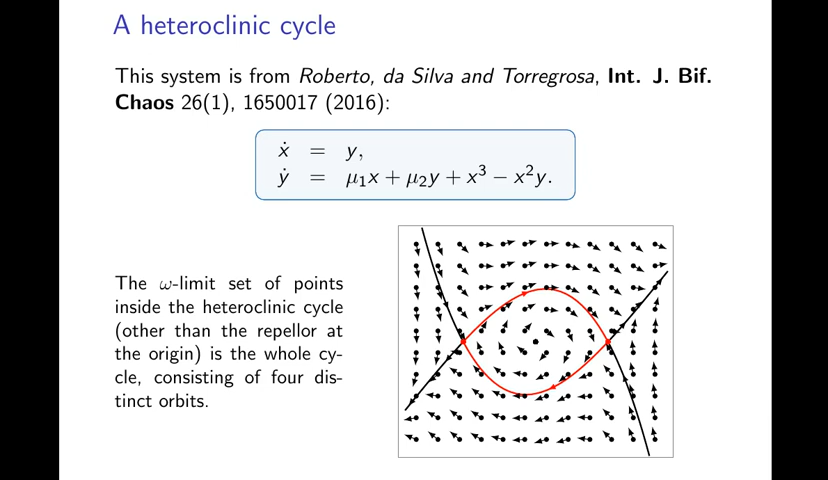 A heteroclinic cycle
This system is from Roberto, da Silva and Torregrosa, Int. J. Bif.
Chaos 26(1), 1650017 (2016):
ẋ = y,
ẏ = μ₁x + μ₂y + x³ − x²y.
The ω-limit set of points
inside the heteroclinic cycle
(other than the repellor at
the origin) is the whole cy-
cle, consisting of four dis-
tinct orbits.